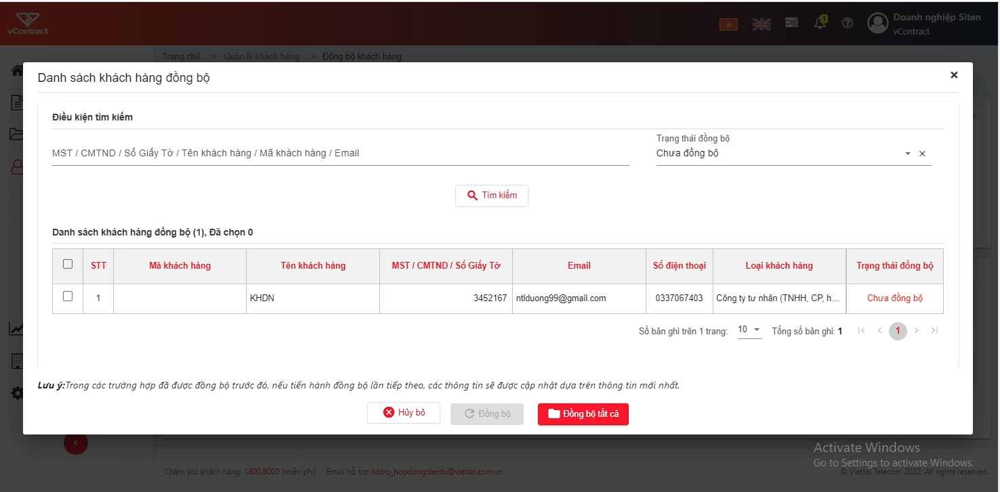 vContract
1
Doanh nghiệp Siten
vContract
Trang chủ > Quản lý khách hàng > Đồng bộ khách hàng
Danh sách khách hàng đồng bộ
Điều kiện tìm kiếm
Trạng thái đồng bộ
MST / CMTND / Số Giấy Tờ / Tên khách hàng / Mã khách hàng / Email
Chưa đồng bộ
Tìm kiếm
Danh sách khách hàng đồng bộ (1), Đã chọn 0
STT Mã khách hàng Tên khách hàng MST / CMTND / Số Giấy Tờ Email Số điện thoại Loại khách hàng Trạng thái đồng bộ
1 KHDN 3452167 ntlduong99@gmail.com 0337067403 Công ty tư nhân (TNHH, CP, h... Chưa đồng bộ
Số bản ghi trên 1 trang: 10 Tổng số bản ghi: 1 1
Lưu ý:Trong các trường hợp đã được đồng bộ trước đó, nếu tiến hành đồng bộ lần tiếp theo, các thông tin sẽ được cập nhật dựa trên thông tin mới nhất.
Hủy bỏ Đồng bộ Đồng bộ tất cả
Activate Windows
Go to Settings to activate Windows.
Chăm sóc khách hàng: 1800.8000 (miễn phí) Email hỗ trợ: hotro_hopdongdientu@viettel.com.vn
© Viettel Telecom 2022. All rights reserved.